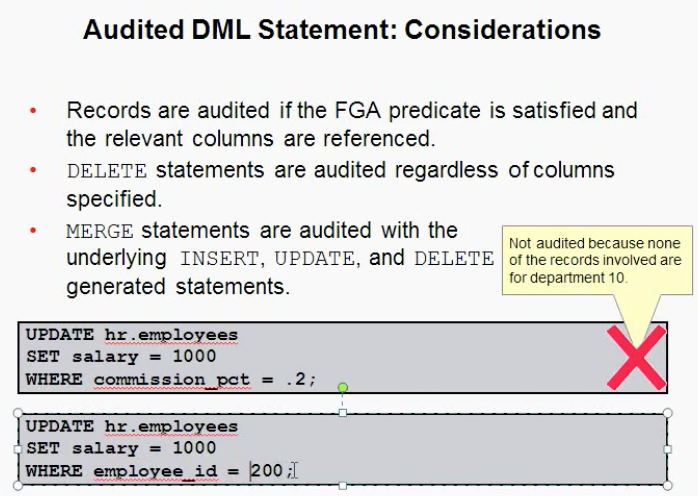 Audited DML Statement: Considerations
• Records are audited if the FGA predicate is satisfied and
the relevant columns are referenced.
• DELETE statements are audited regardless of columns
specified.
• MERGE statements are audited with the
underlying INSERT, UPDATE, and DELETE
generated statements.
Not audited because none
of the records involved are
for department 10.
UPDATE hr.employees
SET salary = 1000
WHERE commission_pct = .2;
UPDATE hr.employees
SET salary = 1000
WHERE employee_id = 200;